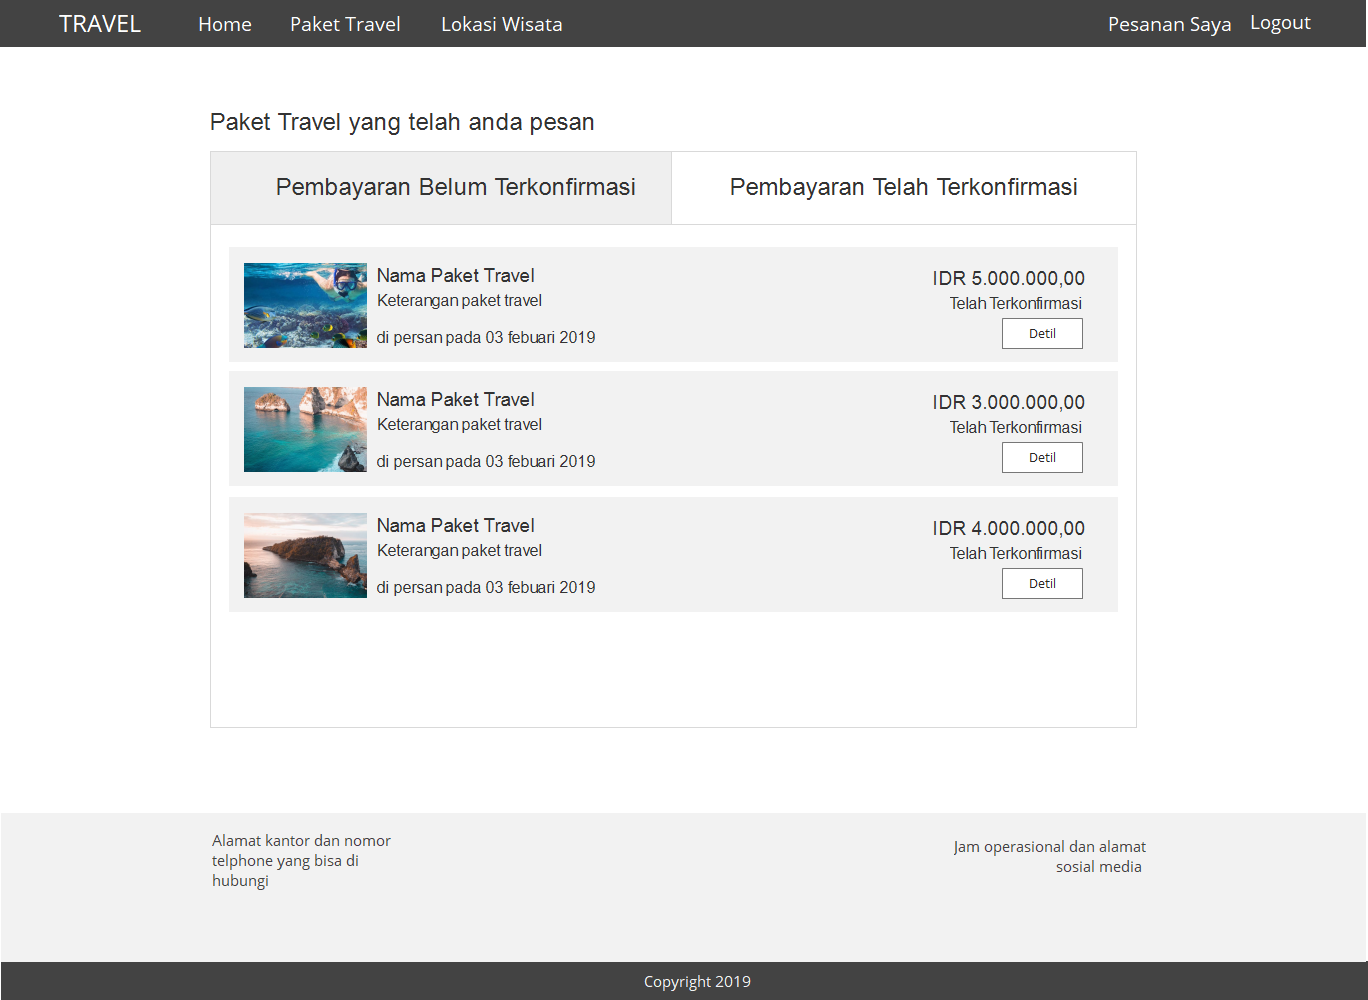 TRAVEL Home Paket Travel Lokasi Wisata Pesanan Saya Logout
Paket Travel yang telah anda pesan
Pembayaran Belum Terkonfirmasi Pembayaran Telah Terkonfirmasi
Nama Paket Travel
Keterangan paket travel
di persan pada 03 febuari 2019
IDR 5.000.000,00
Telah Terkonfirmasi
Detil
Nama Paket Travel
Keterangan paket travel
di persan pada 03 febuari 2019
IDR 3.000.000,00
Telah Terkonfirmasi
Detil
Nama Paket Travel
Keterangan paket travel
di persan pada 03 febuari 2019
IDR 4.000.000,00
Telah Terkonfirmasi
Detil
Alamat kantor dan nomor
telphone yang bisa di
hubungi
Jam operasional dan alamat
sosial media
Copyright 2019